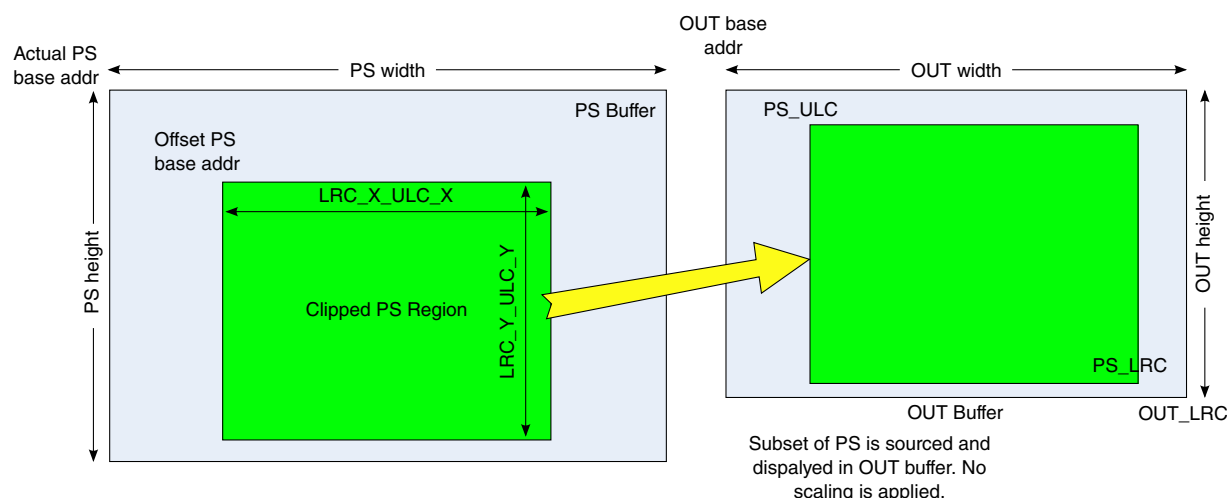 Actual PS
base addr
PS width
PS height
PS Buffer
Offset PS
base addr
LRC_X_ULC_X
LRC_Y_ULC_Y
Clipped PS Region
OUT base
addr
OUT width
PS_ULC
OUT height
PS_LRC
OUT Buffer
OUT_LRC
Subset of PS is sourced and
dispalyed in OUT buffer. No
scaling is applied.